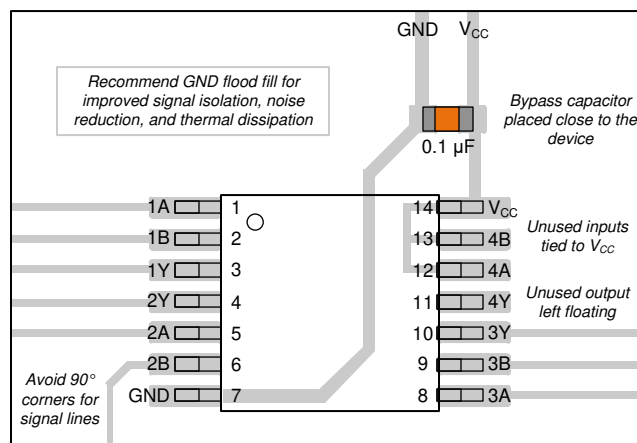 GND
V_CC
Recommend GND flood fill for
improved signal isolation, noise
reduction, and thermal dissipation
Bypass capacitor
placed close to the
device
0.1 µF
1A 1 14 V_CC
1B 2 13 4B
1Y 3 12 4A
2Y 4 11 4Y
2A 5 10 3Y
2B 6 9 3B
GND 7 8 3A
Unused inputs
tied to V_CC
Unused output
left floating
Avoid 90°
corners for
signal lines